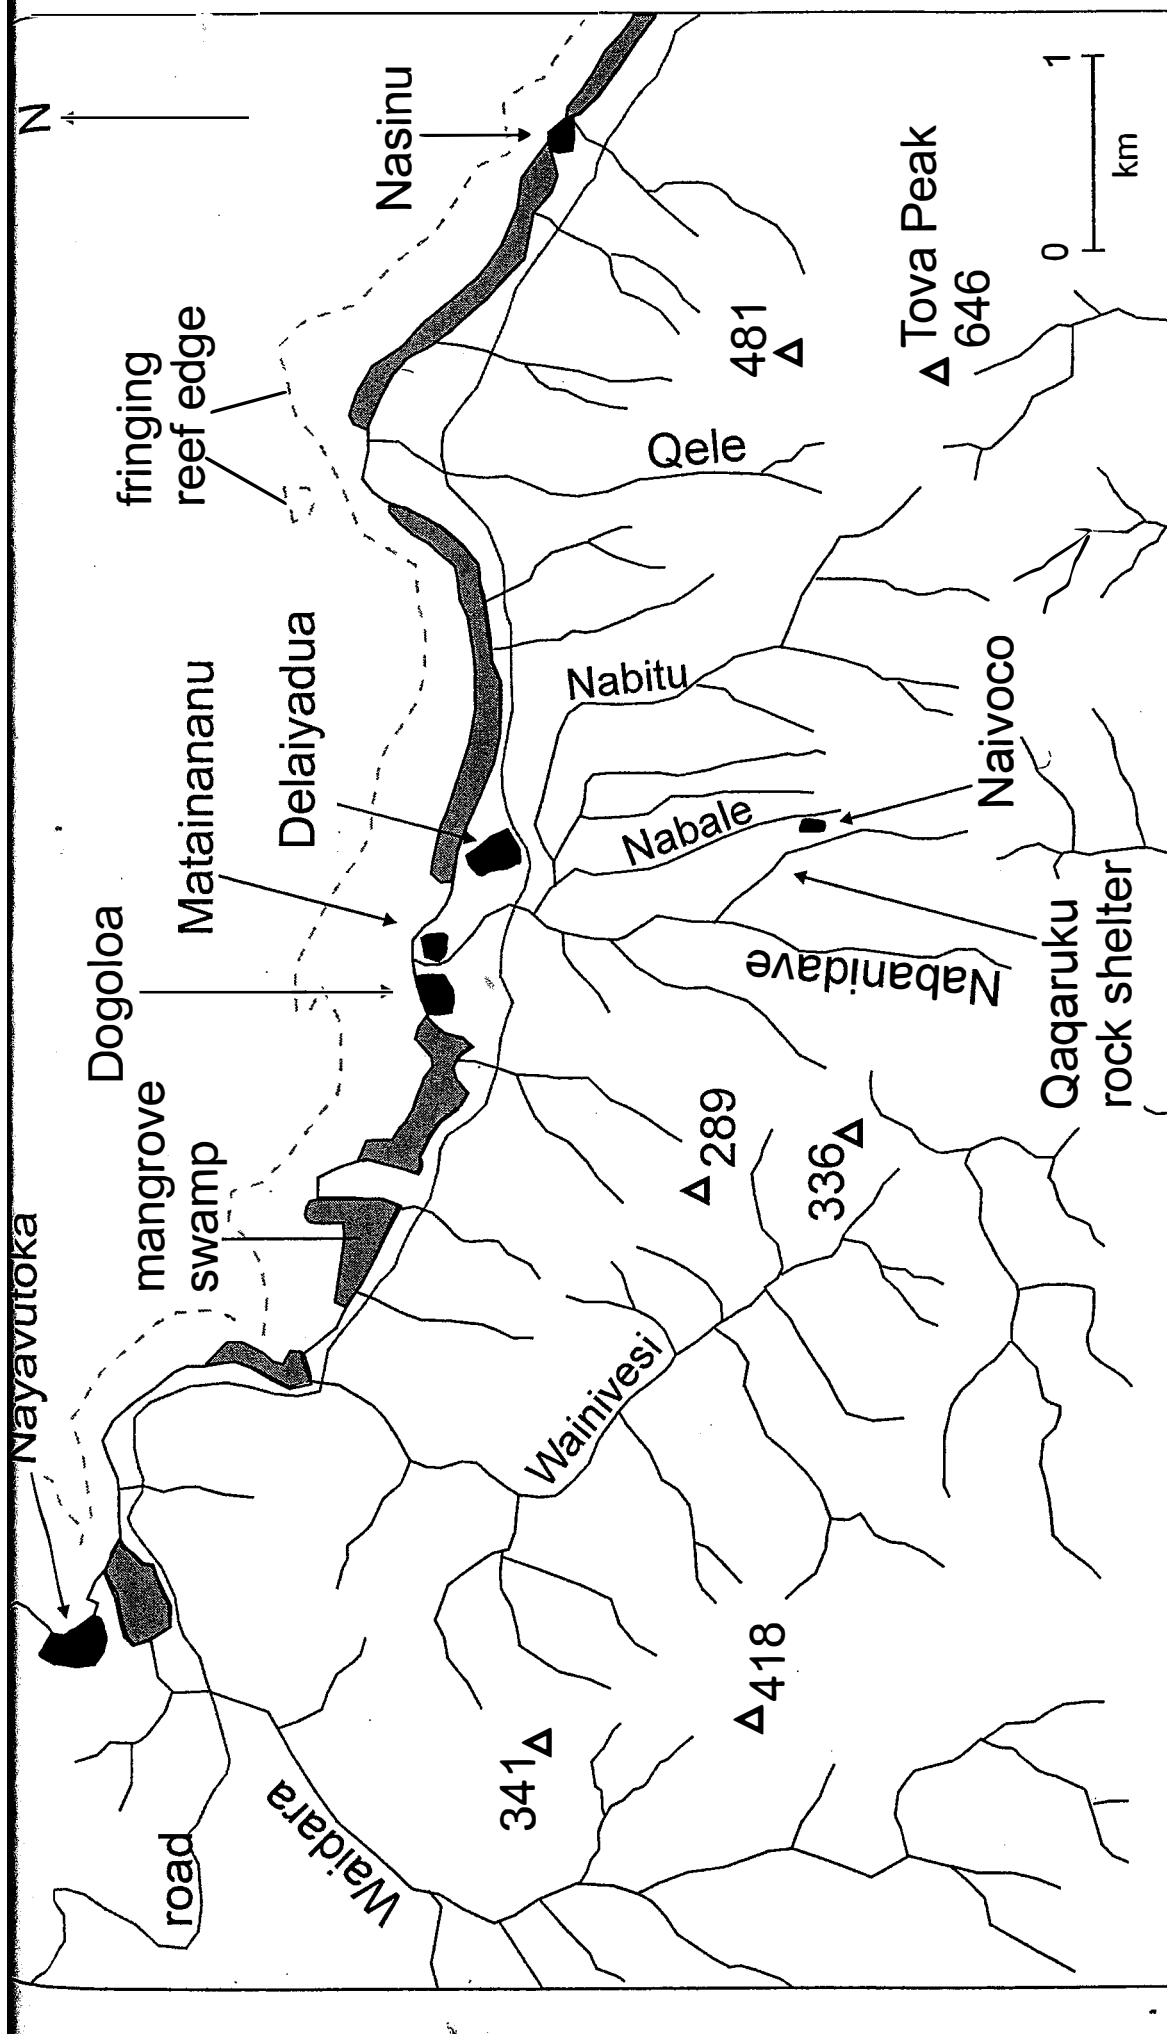 N
Nayavutoka
mangrove
swamp
Dogoloa
Matainananu
Delaiyadua
fringing
reef edge
Nasinu
road
Waidara
341
418
Wainivesi
289
336
Nabanidave
Nabale
Nabitu
Qele
481
Tova Peak
646
Qaqaruku
rock shelter
Naivoco
0
1
km